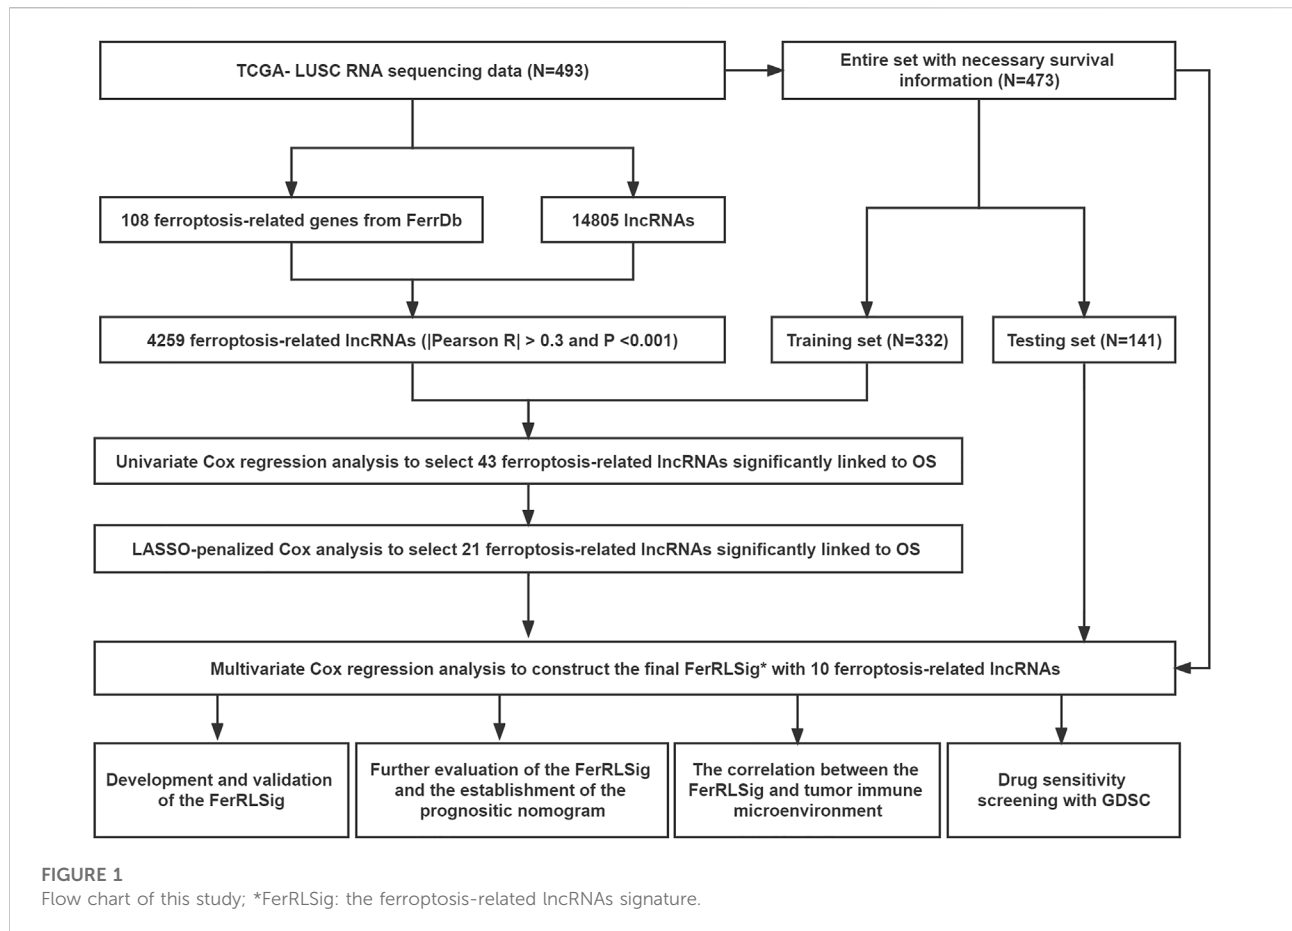 TCGA- LUSC RNA sequencing data (N=493)
Entire set with necessary survival
information (N=473)
108 ferroptosis-related genes from FerrDb
14805 lncRNAs
4259 ferroptosis-related lncRNAs (|Pearson R| > 0.3 and P <0.001)
Training set (N=332)
Testing set (N=141)
Univariate Cox regression analysis to select 43 ferroptosis-related lncRNAs significantly linked to OS
LASSO-penalized Cox analysis to select 21 ferroptosis-related lncRNAs significantly linked to OS
Multivariate Cox regression analysis to construct the final FerRLSig* with 10 ferroptosis-related lncRNAs
Development and validation
of the FerRLSig
Further evaluation of the FerRLSig
and the establishment of the
prognositic nomogram
The correlation between the
FerRLSig and tumor immune
microenvironment
Drug sensitivity
screening with GDSC
FIGURE 1
Flow chart of this study; *FerRLSig: the ferroptosis-related lncRNAs signature.